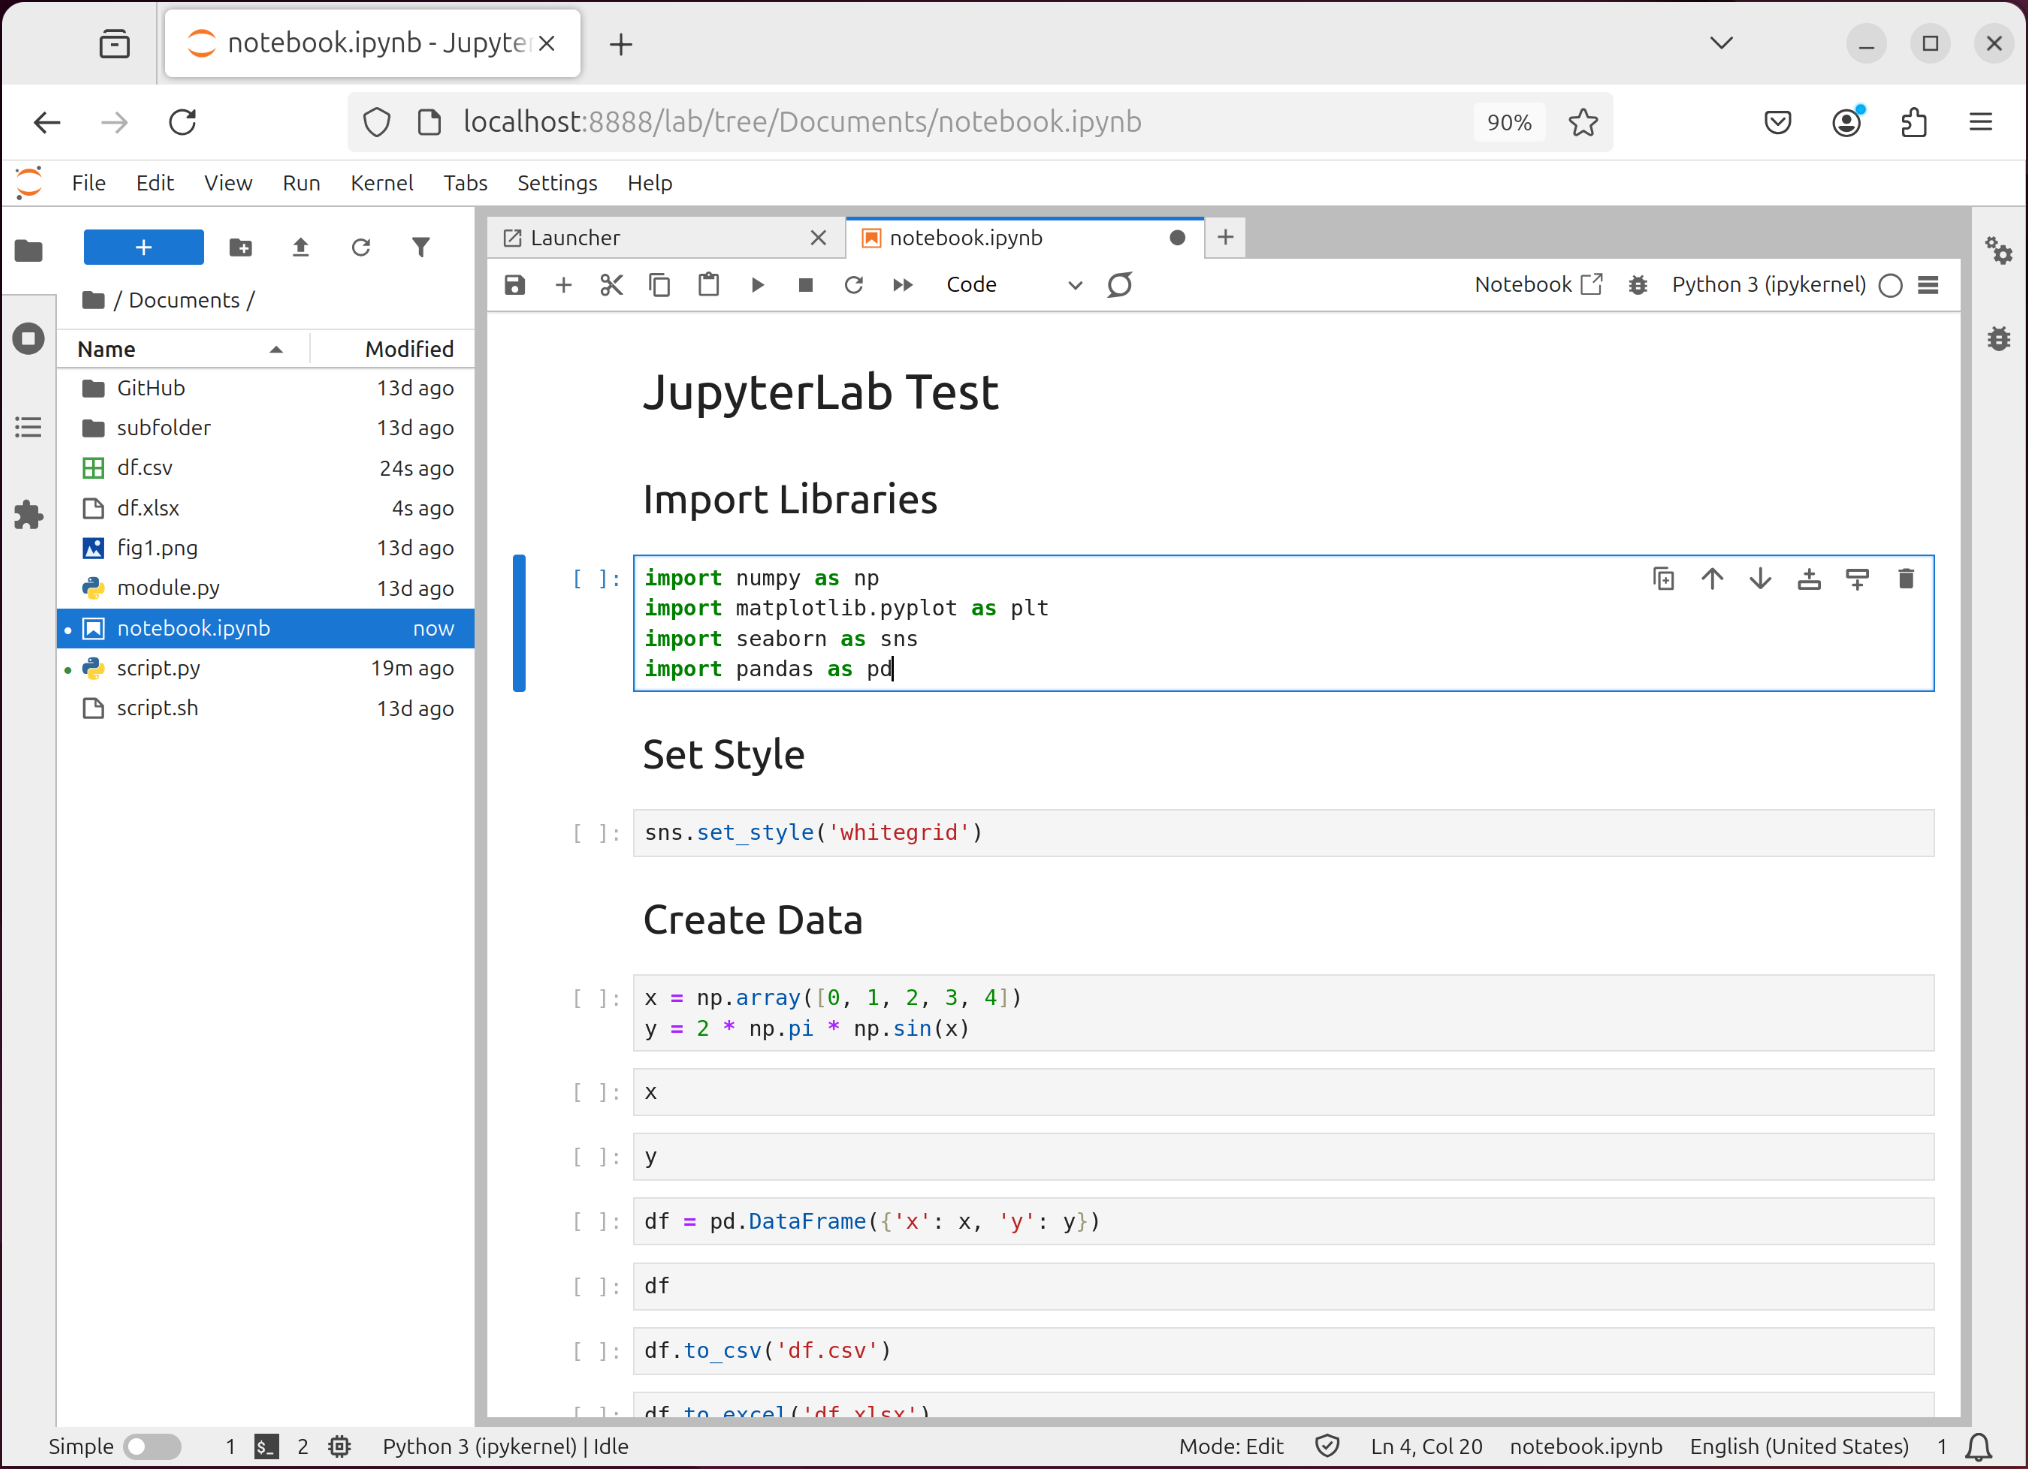 notebook.ipynb - Jupyte
localhost:8888/lab/tree/Documents/notebook.ipynb
90%
File Edit View Run Kernel Tabs Settings Help
/ Documents /
Name Modified
GitHub 13d ago
subfolder 13d ago
df.csv 24s ago
df.xlsx 4s ago
fig1.png 13d ago
module.py 13d ago
notebook.ipynb now
script.py 19m ago
script.sh 13d ago
Launcher
notebook.ipynb
Code
Notebook
Python 3 (ipykernel)
JupyterLab Test
Import Libraries
[ ]: import numpy as np
import matplotlib.pyplot as plt
import seaborn as sns
import pandas as pd
Set Style
[ ]: sns.set_style('whitegrid')
Create Data
[ ]: x = np.array([0, 1, 2, 3, 4])
y = 2 * np.pi * np.sin(x)
[ ]: x
[ ]: y
[ ]: df = pd.DataFrame({'x': x, 'y': y})
[ ]: df
[ ]: df.to_csv('df.csv')
[ ]: df.to_excel('df.xlsx')
Simple 1 $_ 2 Python 3 (ipykernel) | Idle
Mode: Edit Ln 4, Col 20 notebook.ipynb English (United States) 1